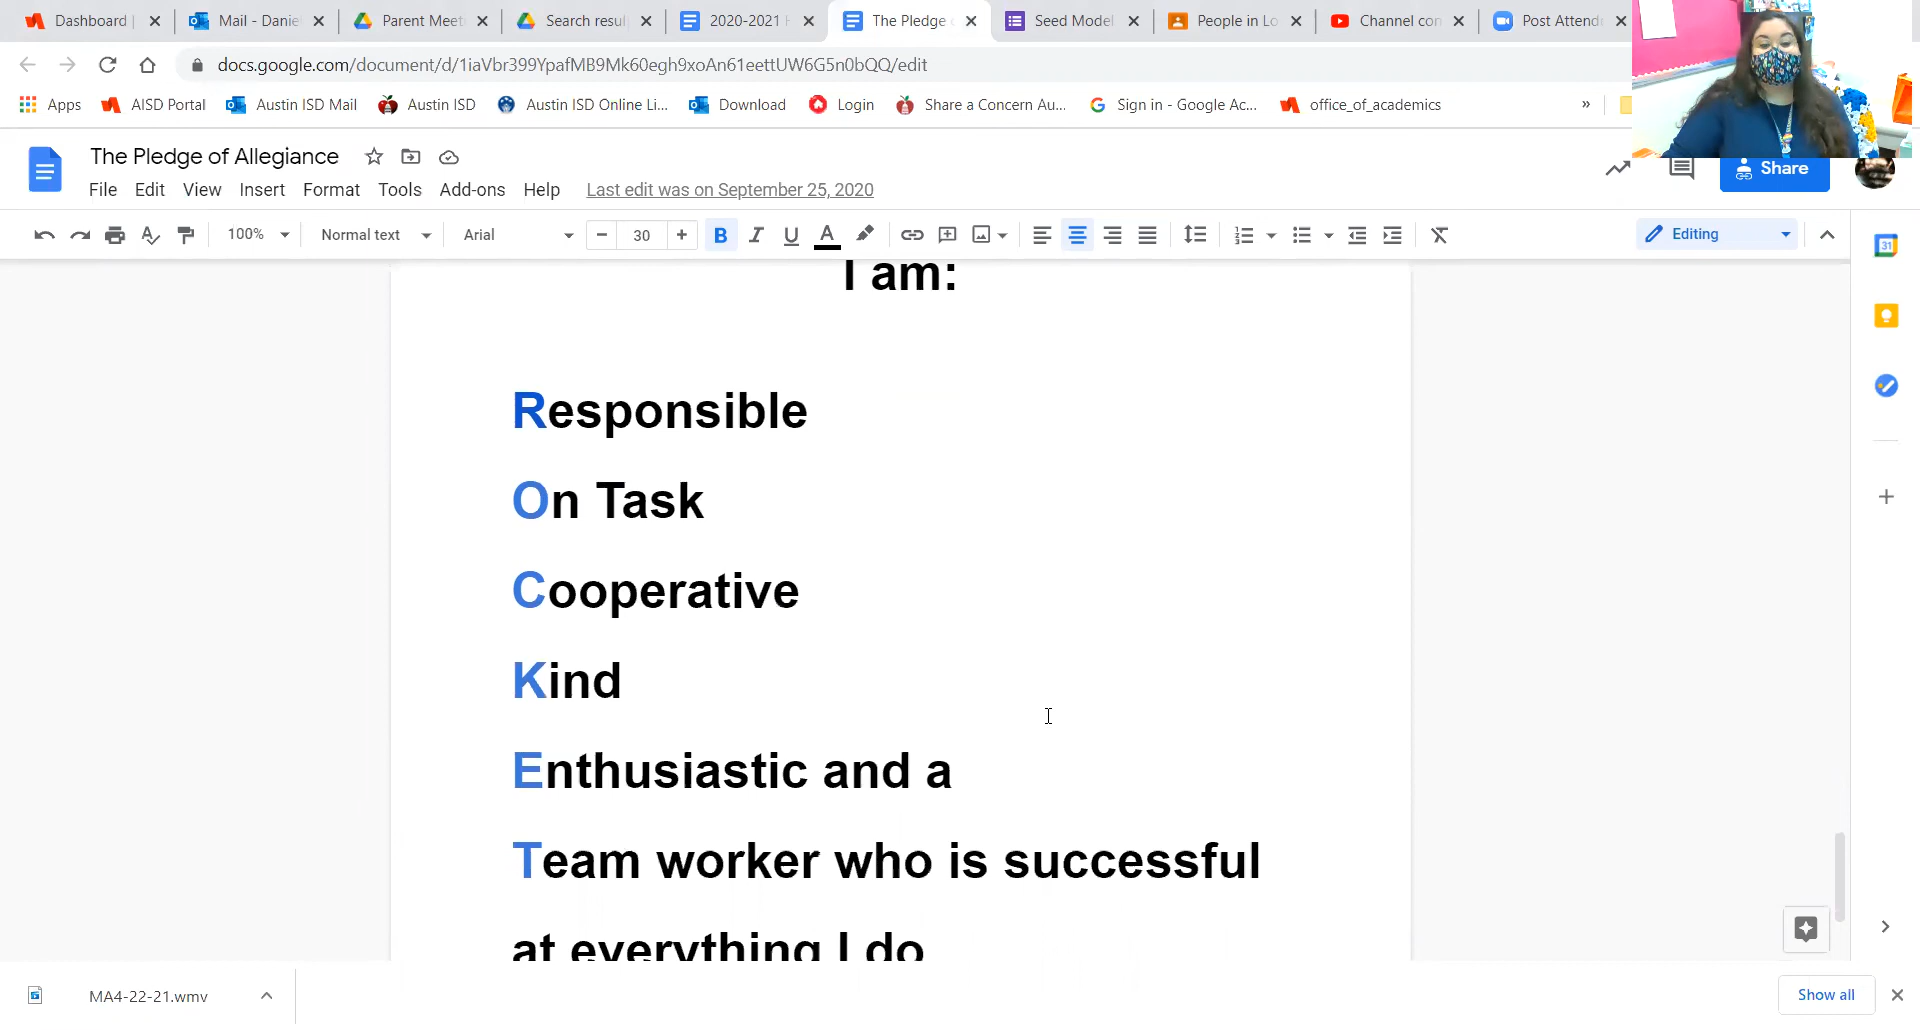 Dashboard
Mail - Danie
Parent Meet
Search resul
2020-2021 H
The Pledge o
Seed Model
People in Lo
Channel con
Post Attend
docs.google.com/document/d/1iaVbr399YpafMB9Mk60egh9xoAn61eettUW6G5n0bQQ/edit
Apps AISD Portal Austin ISD Mail Austin ISD Austin ISD Online Li... Download Login Share a Concern Au... Sign in - Google Ac... office_of_academics »
The Pledge of Allegiance
File Edit View Insert Format Tools Add-ons Help Last edit was on September 25, 2020
Share
100% Normal text Arial 30 B I U A Editing
31
I am:
Responsible
On Task
Cooperative
Kind
Enthusiastic and a
Team worker who is successful
at everything I do
MA4-22-21.wmv
Show all